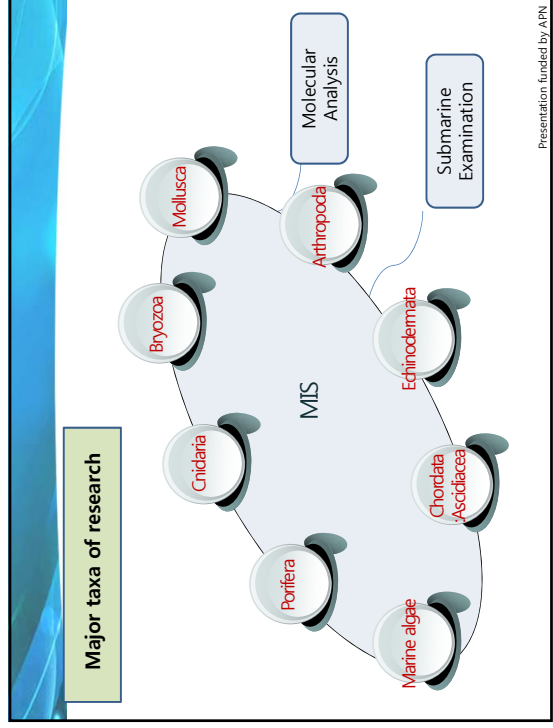 Major taxa of research
Porifera
Cnidaria
Bryozoa
Mollusca
MIS
Marine algae
Chordata
:Ascidiacea
Echinodermata
Arthropoda
Molecular
Analysis
Submarine
Examination
Presentation funded by APN